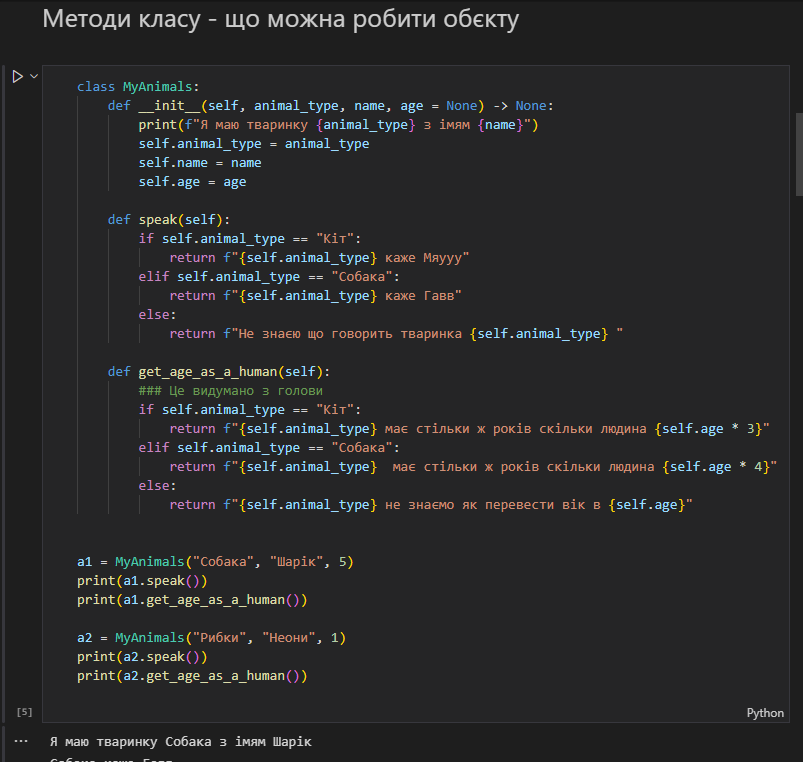 Методи класу - що можна робити обєкту
class MyAnimals:
    def __init__(self, animal_type, name, age = None) -> None:
        print(f"Я маю тваринку {animal_type} з імям {name}")
        self.animal_type = animal_type
        self.name = name
        self.age = age
    def speak(self):
        if self.animal_type == "Кіт":
            return f"{self.animal_type} каже Мяууу"
        elif self.animal_type == "Собака":
            return f"{self.animal_type} каже Гавв"
        else:
            return f"Не знаєю що говорить тваринка {self.animal_type} "
    def get_age_as_a_human(self):
        ### Це видумано з голови
        if self.animal_type == "Кіт":
            return f"{self.animal_type} має стільки ж років скільки людина {self.age * 3}"
        elif self.animal_type == "Собака":
            return f"{self.animal_type}  має стільки ж років скільки людина {self.age * 4}"
        else:
            return f"{self.animal_type} не знаємо як перевести вік в {self.age}"
a1 = MyAnimals("Собака", "Шарік", 5)
print(a1.speak())
print(a1.get_age_as_a_human())
a2 = MyAnimals("Рибки", "Неони", 1)
print(a2.speak())
print(a2.get_age_as_a_human())
[5]
Python
... Я маю тваринку Собака з імям Шарік